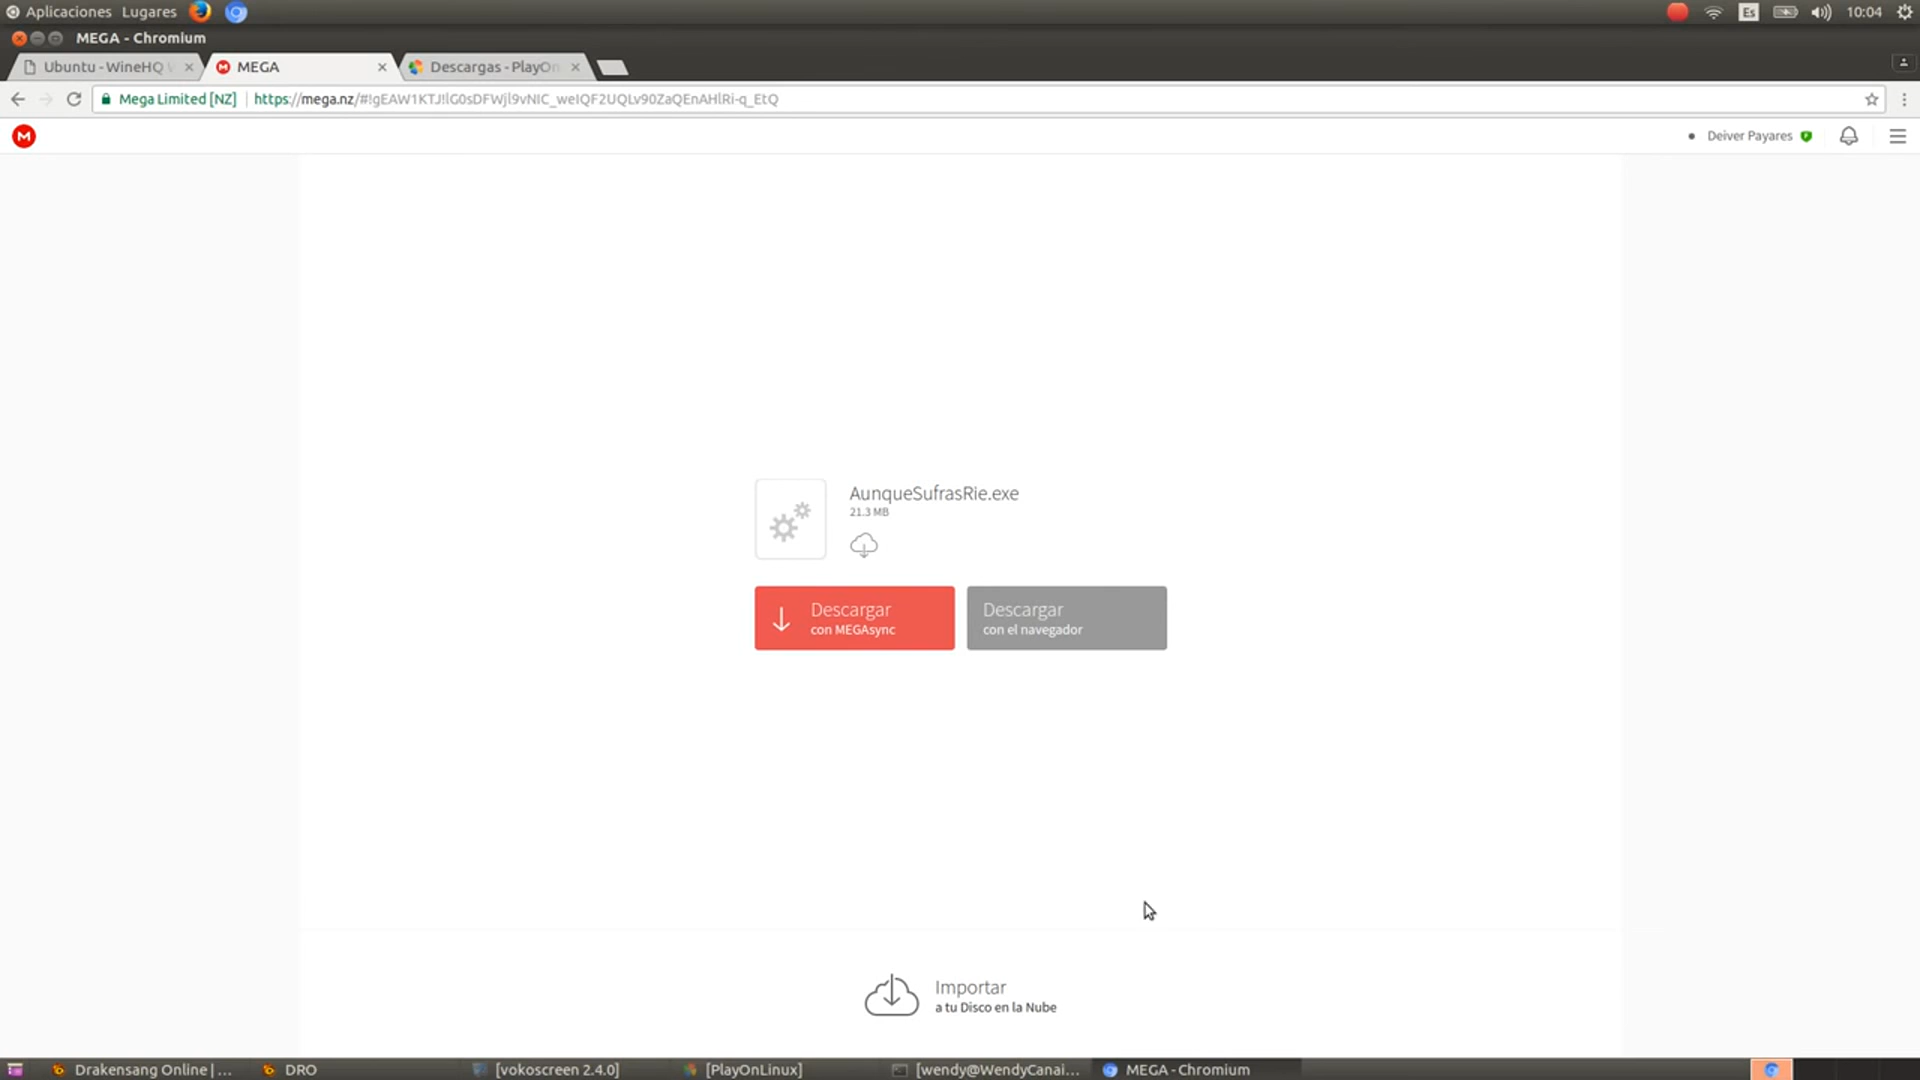 Aplicaciones Lugares Es 10:04
MEGA - Chromium
Ubuntu - WineHQ MEGA Descargas - PlayOn
Mega Limited [NZ] https://mega.nz/#!gEAW1KTJ!lG0sDFWjl9vNIC_weIQF2UQLv90ZaQEnAHlRi-q_EtQ
M Deiver Payares
AunqueSufrasRie.exe
21.3 MB
Descargar
con MEGAsync
Descargar
con el navegador
Importar
a tu Disco en la Nube
Drakensang Online | ... DRO [vokoscreen 2.4.0] [PlayOnLinux] [wendy@WendyCanai... MEGA - Chromium